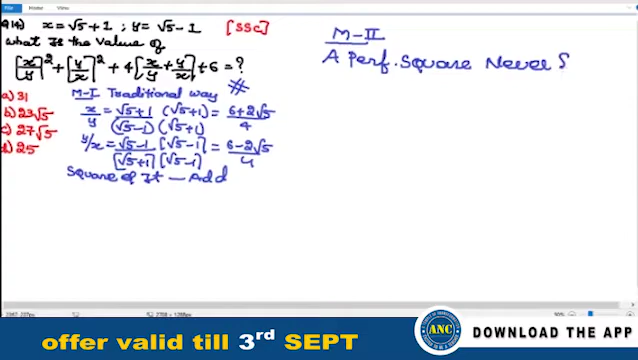 File Home View
Q14) x = √5+1 ; y = √5-1 [SSC]
what is the value of
[x/y]² + [y/x]² + 4[x/y + y/x] + 6 = ?
a) 31
b) 23√5
c) 27√5
d) 25
M-I Traditional way
x/y = √5+1/(√5-1) (√5+1)/(√5+1) = 6+2√5/4
y/x = √5-1/[√5+1] [√5-1]/[√5-1] = 6-2√5/4
Square of It — Add
M-II
A Perf. Square Never S
offer valid till 3rd SEPT
ANC
DOWNLOAD THE APP